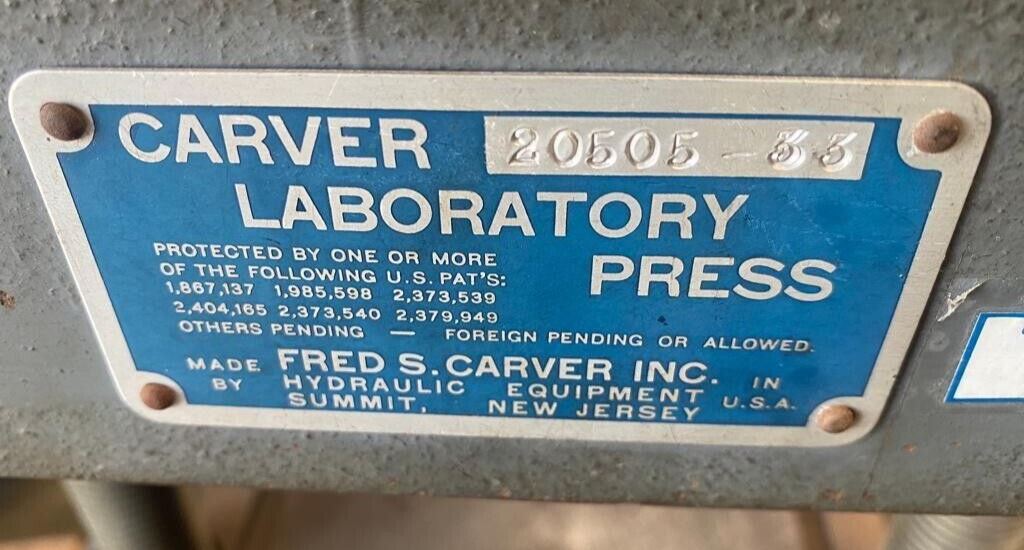 CARVER 20505-33
LABORATORY
PRESS
PROTECTED BY ONE OR MORE
OF THE FOLLOWING U.S. PAT'S:
1,867,137 1,985,598 2,373,539
2,404,165 2,373,540 2,379,949
OTHERS PENDING — FOREIGN PENDING OR ALLOWED.
MADE BY FRED S. CARVER INC. IN U.S.A.
HYDRAULIC EQUIPMENT
SUMMIT, NEW JERSEY